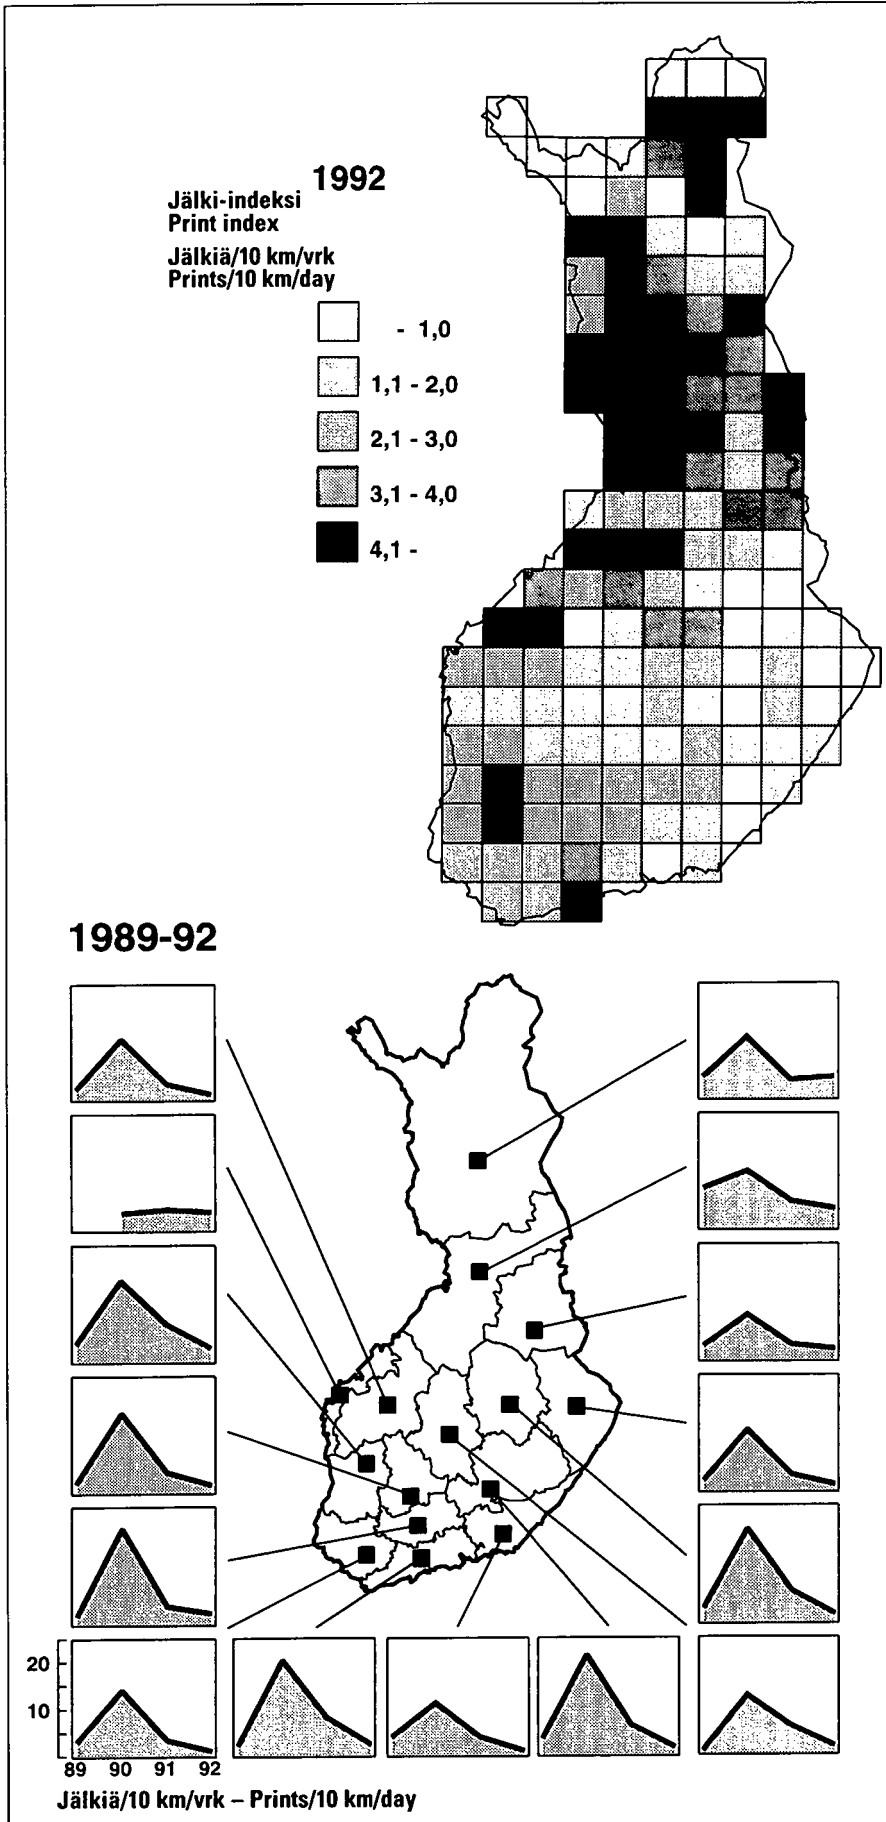 1992
Jälki-indeksi
Print index
Jälkiä/10 km/vrk
Prints/10 km/day
- 1,0
1,1 - 2,0
2,1 - 3,0
3,1 - 4,0
4,1 -
1989-92
20
10
89 90 91 92
Jälkiä/10 km/vrk – Prints/10 km/day